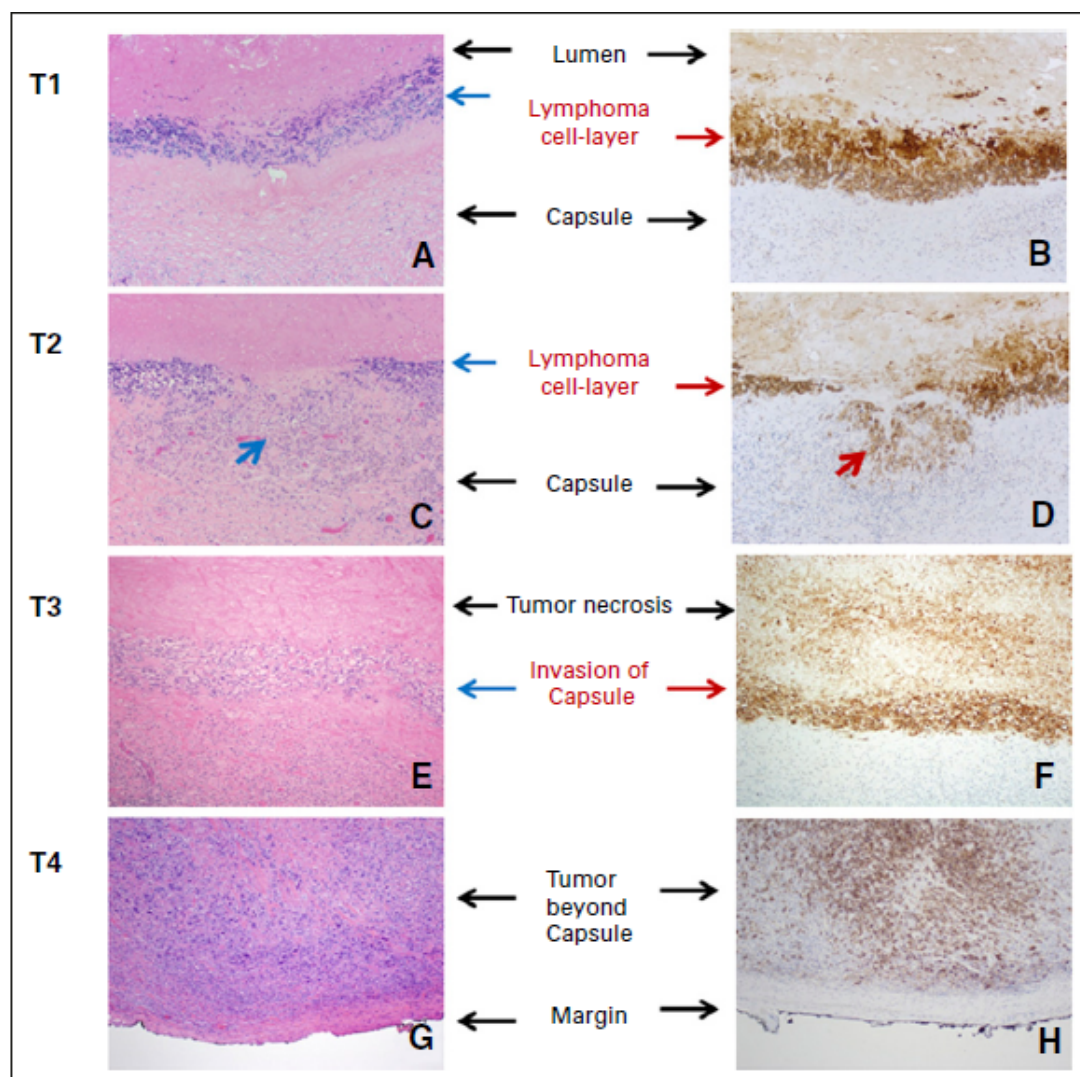 T1
Lumen
Lymphoma
cell-layer
Capsule
A
B
T2
Lymphoma
cell-layer
Capsule
C
D
T3
Tumor necrosis
Invasion of
Capsule
E
F
T4
Tumor
beyond
Capsule
Margin
G
H